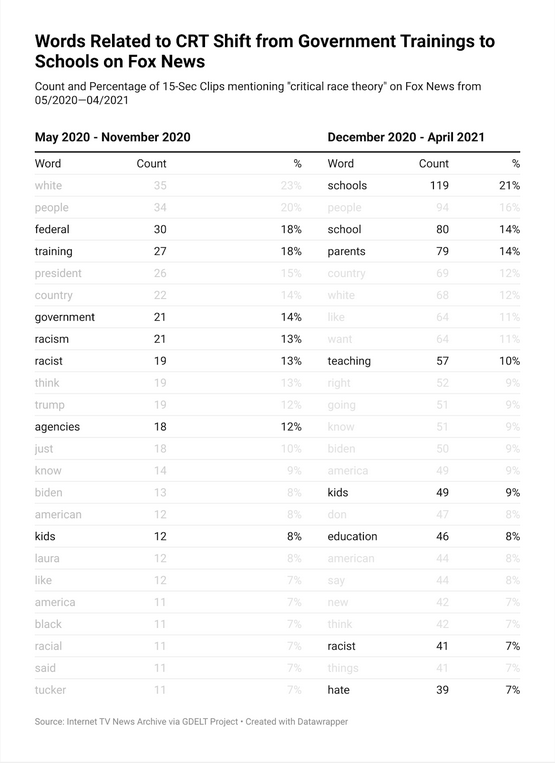 Words Related to CRT Shift from Government Trainings to
Schools on Fox News
Count and Percentage of 15-Sec Clips mentioning "critical race theory" on Fox News from
05/2020—04/2021
May 2020 - November 2020 December 2020 - April 2021
Word Count % Word Count %
white 35 23% schools 119 21%
people 34 20% people 94 16%
federal 30 18% school 80 14%
training 27 18% parents 79 14%
president 26 15% country 69 12%
country 22 14% white 68 12%
government 21 14% like 64 11%
racism 21 13% want 64 11%
racist 19 13% teaching 57 10%
think 19 13% right 52 9%
trump 19 12% going 51 9%
agencies 18 12% know 51 9%
just 18 10% biden 50 9%
know 14 9% america 49 9%
biden 13 8% kids 49 9%
american 12 8% don 47 8%
kids 12 8% education 46 8%
laura 12 8% american 44 8%
like 12 7% say 44 8%
america 11 7% new 42 7%
black 11 7% think 42 7%
racial 11 7% racist 41 7%
said 11 7% things 41 7%
tucker 11 7% hate 39 7%
Source: Internet TV News Archive via GDELT Project • Created with Datawrapper